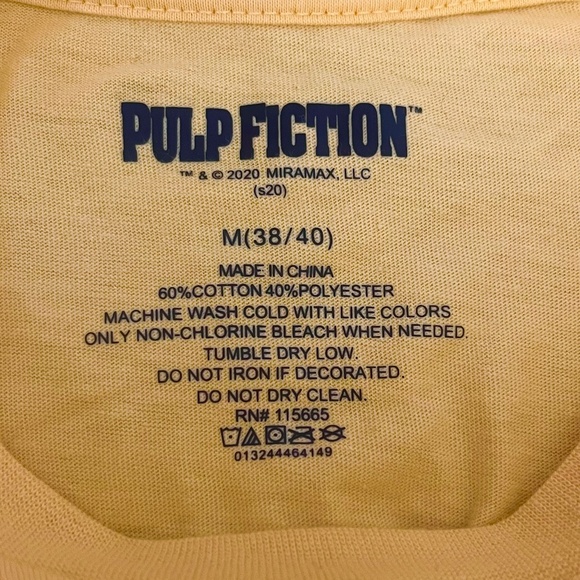 PULP FICTION™
™ & © 2020 MIRAMAX, LLC
(s20)
M(38/40)
MADE IN CHINA
60%COTTON 40%POLYESTER
MACHINE WASH COLD WITH LIKE COLORS
ONLY NON-CHLORINE BLEACH WHEN NEEDED.
TUMBLE DRY LOW.
DO NOT IRON IF DECORATED.
DO NOT DRY CLEAN.
RN# 115665
013244464149